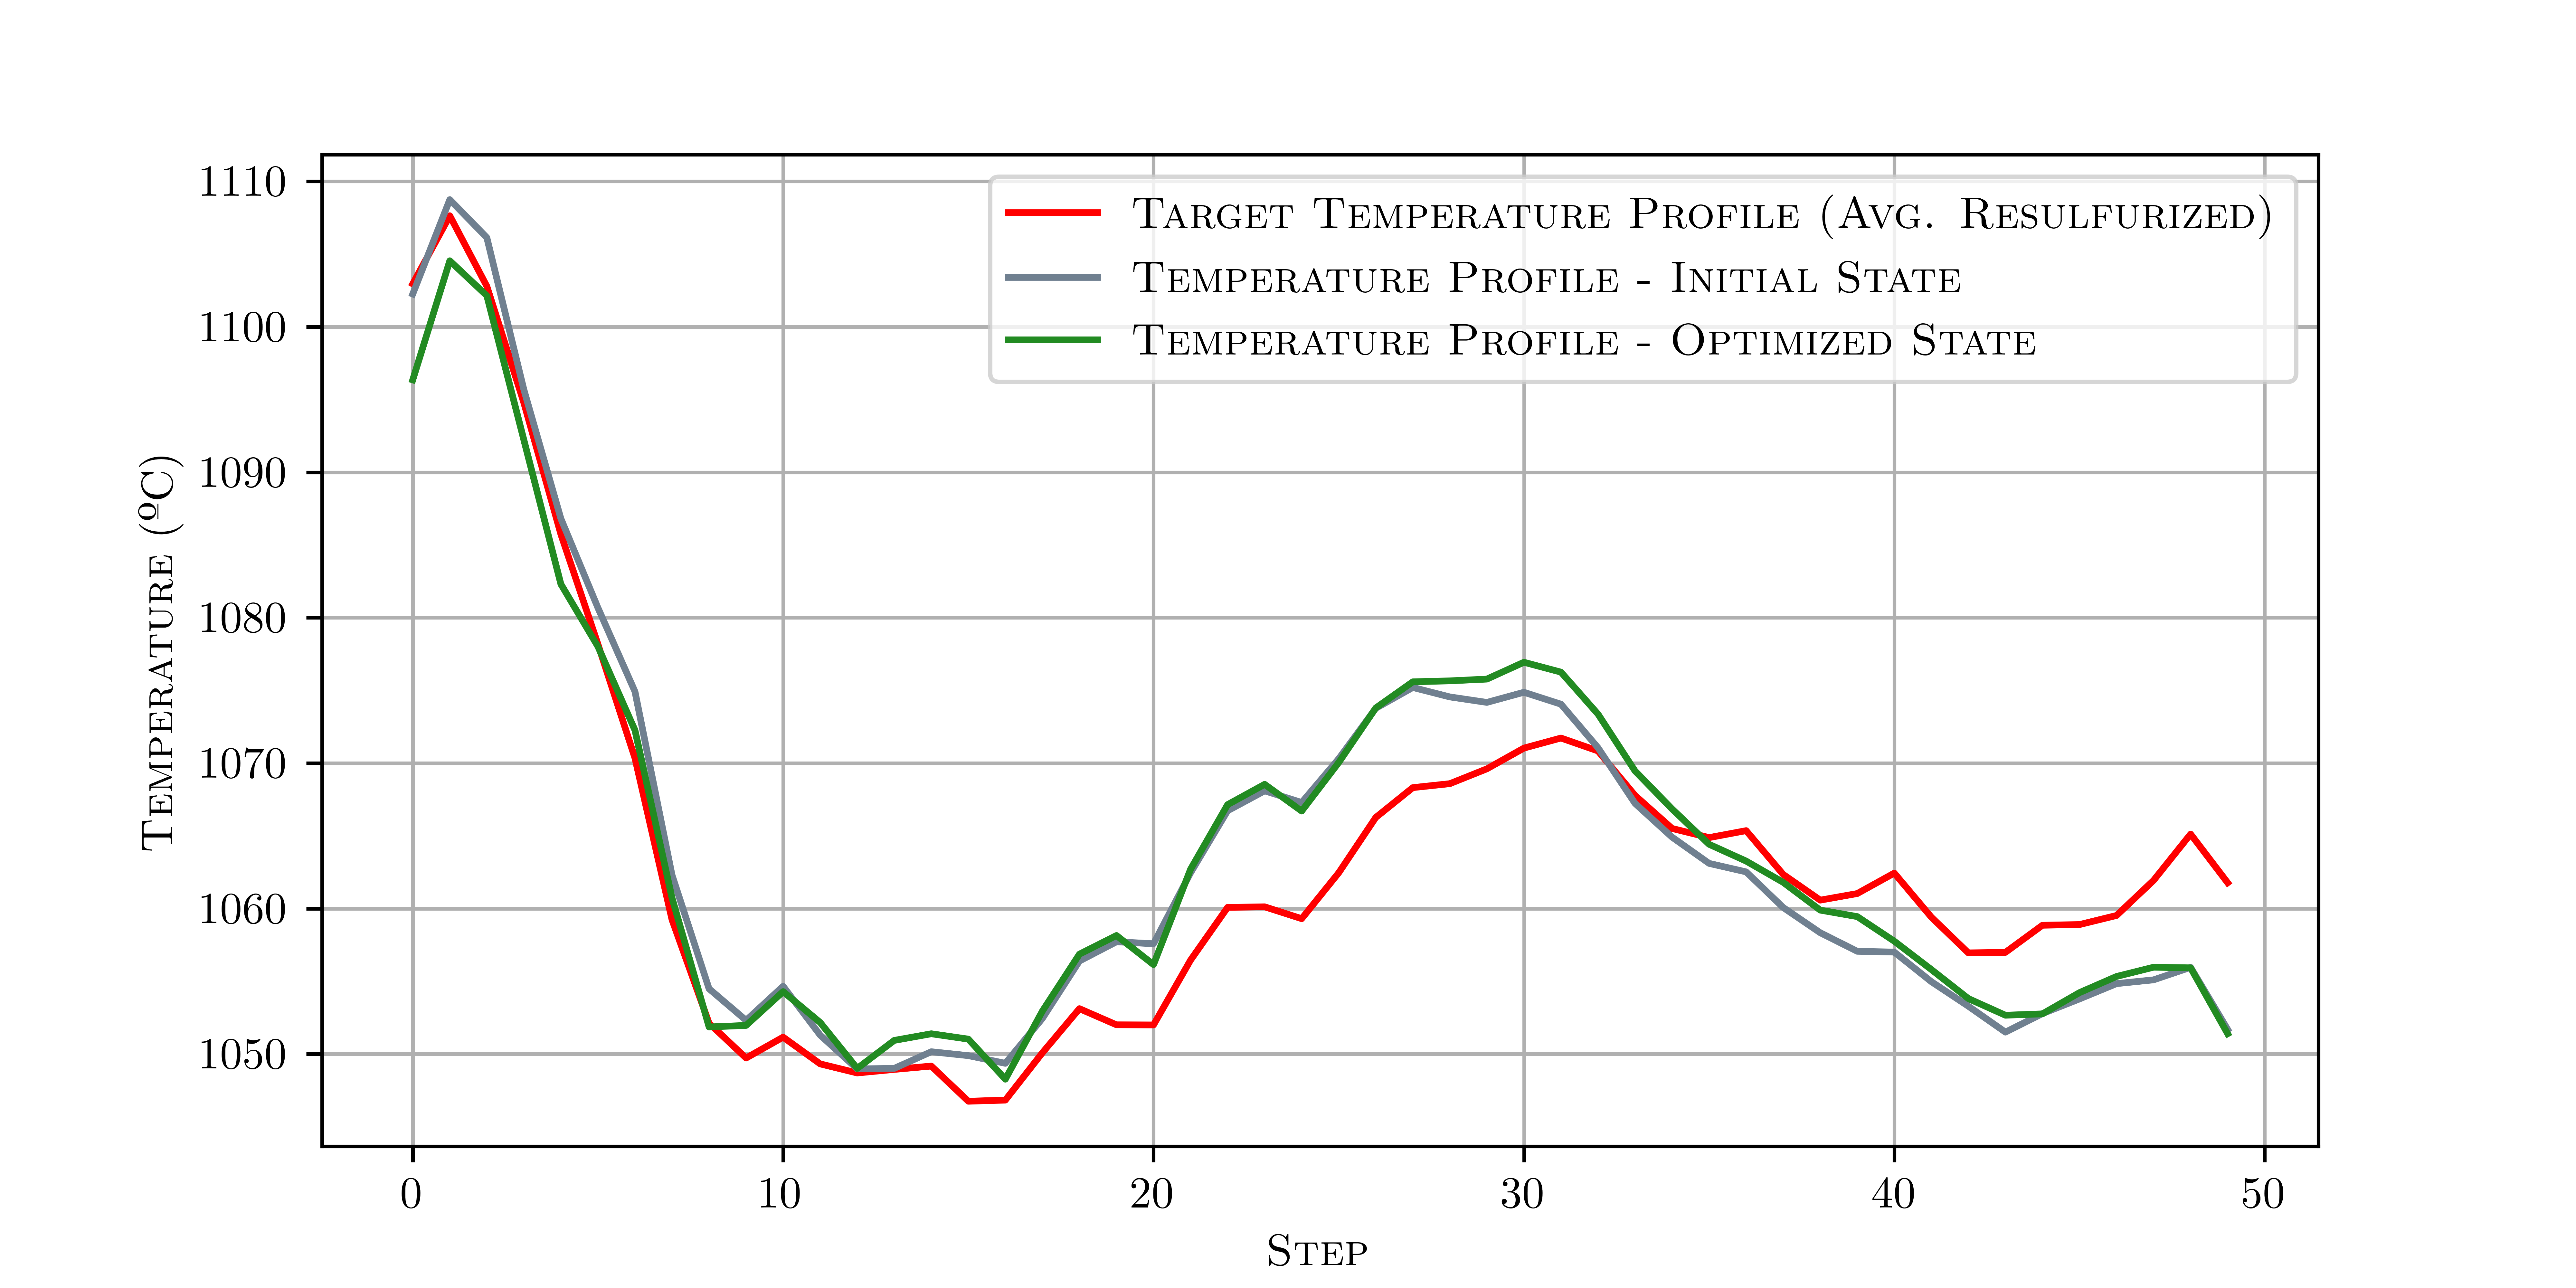 Target Temperature Profile (Avg. Resulfurized)
Temperature Profile - Initial State
Temperature Profile - Optimized State
Temperature (ºC)
1110
1100
1090
1080
1070
1060
1050
0 10 20 30 40 50
Step